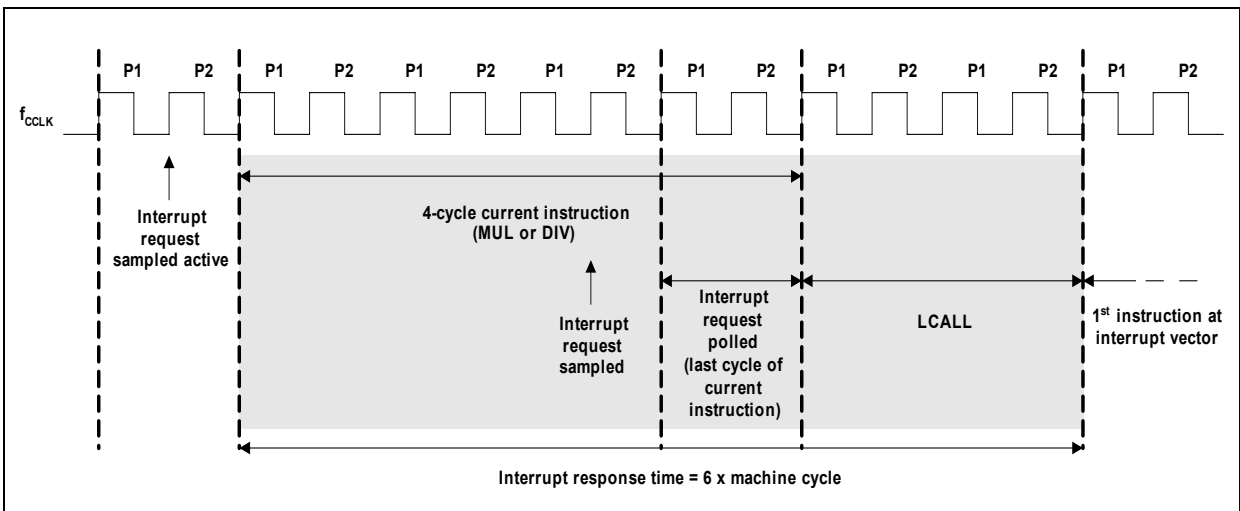 P1 P2 P1 P2 P1 P2 P1 P2 P1 P2 P1 P2 P1 P2 P1 P2
fCCLK
Interrupt
request
sampled active
4-cycle current instruction
(MUL or DIV)
Interrupt
request
sampled
Interrupt
request
polled
(last cycle of
current
instruction)
LCALL
1st instruction at
interrupt vector
Interrupt response time = 6 x machine cycle